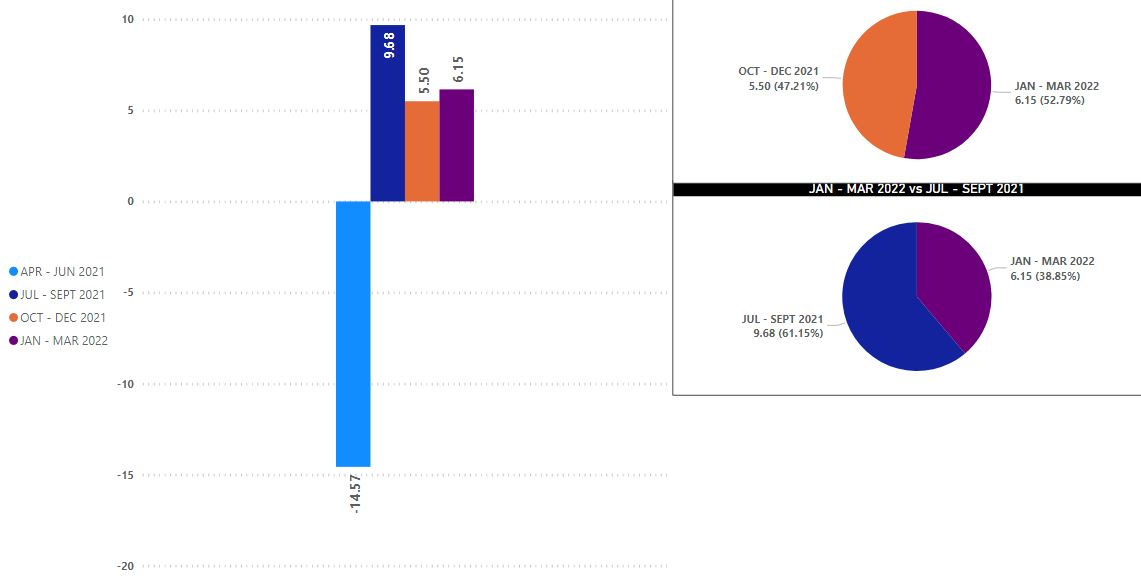 10
5
0
-5
-10
-15
-20
9.68
5.50
6.15
-14.57
APR - JUN 2021
JUL - SEPT 2021
OCT - DEC 2021
JAN - MAR 2022
OCT - DEC 2021
5.50 (47.21%)
JAN - MAR 2022
6.15 (52.79%)
JAN - MAR 2022 vs JUL - SEPT 2021
JAN - MAR 2022
6.15 (38.85%)
JUL - SEPT 2021
9.68 (61.15%)